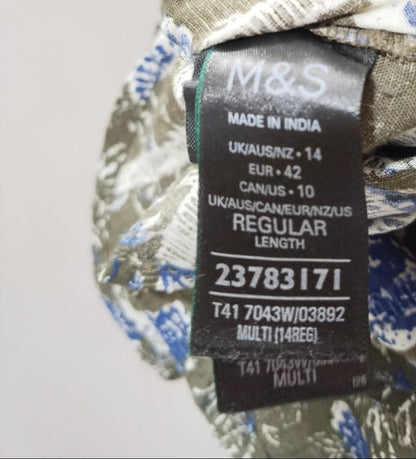 M&S
MADE IN INDIA
UK/AUS/NZ • 14
EUR • 42
CAN/US • 10
UK/AUS/CAN/EUR/NZ/US
REGULAR
LENGTH
23783171
T41 7043W/03892
MULTI (14REG)
T41 7043W/03892
MULTI